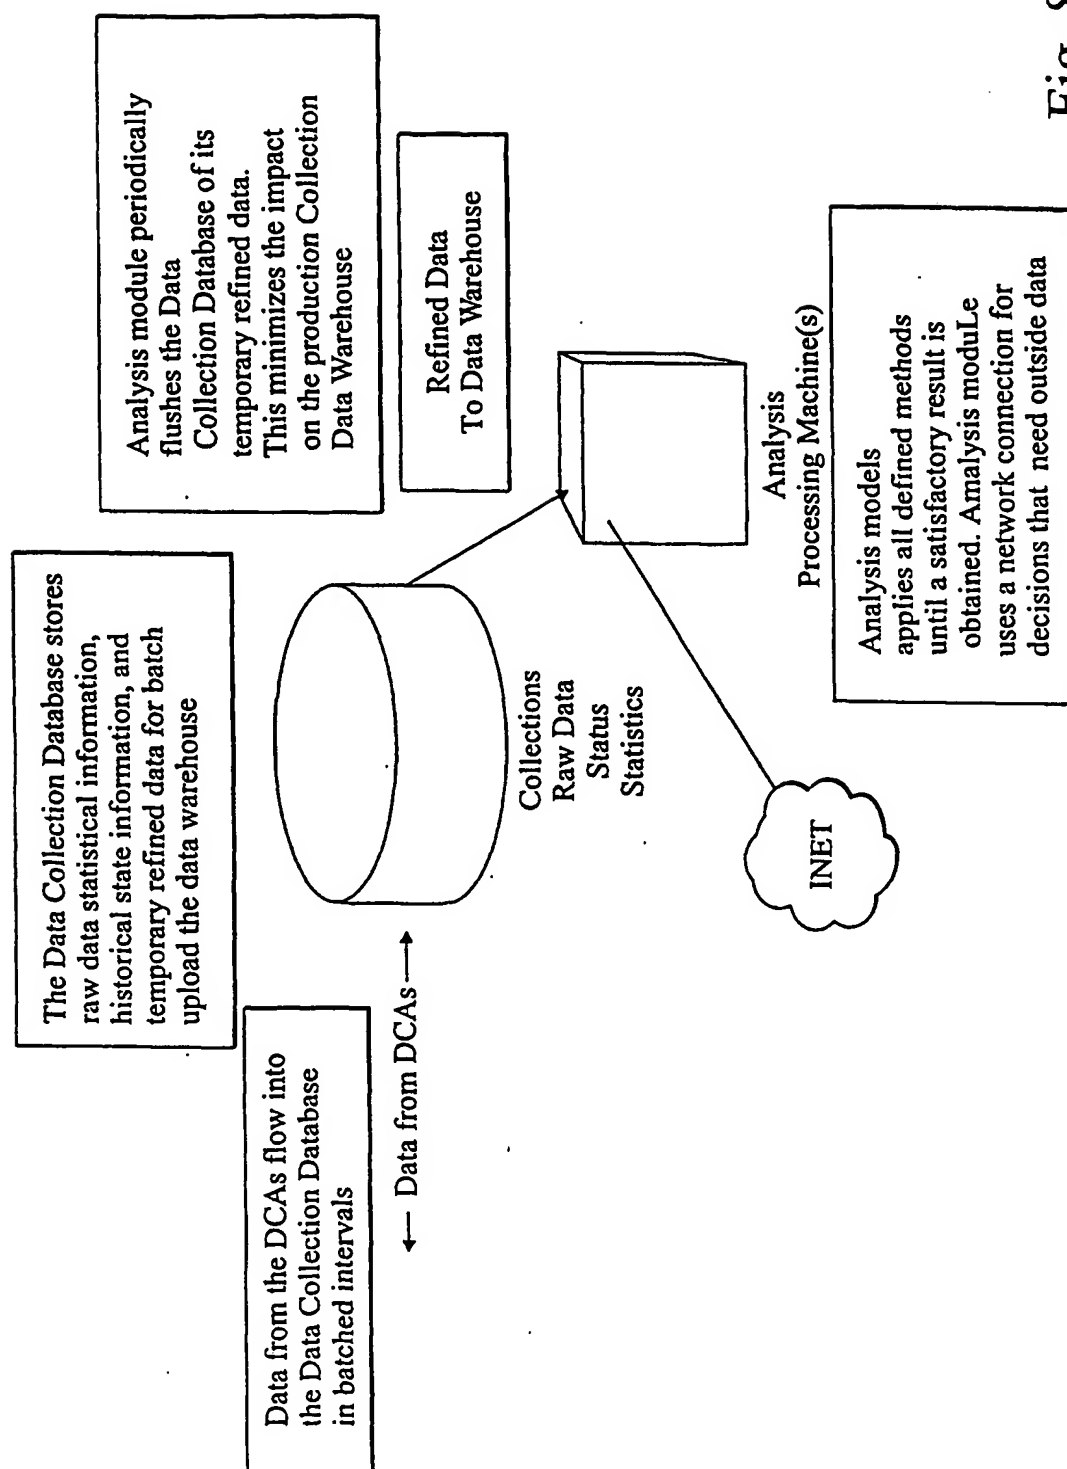 The Data Collection Database stores
raw data statistical information,
historical state information, and
temporary refined data for batch
upload the data warehouse
Analysis module periodically
flushes the Data
Collection Database of its
temporary refined data.
This minimizes the impact
on the production Collection
Data Warehouse
Data from the DCAs flow into
the Data Collection Database
in batched intervals
Data from DCAs
Collections
Raw Data
Status
Statistics
Refined Data
To Data Warehouse
INET
Analysis
Processing Machine(s)
Analysis models
applies all defined methods
until a satisfactory result is
obtained. Amalysis moduLe
uses a network connection for
decisions that need outside data
Fig.